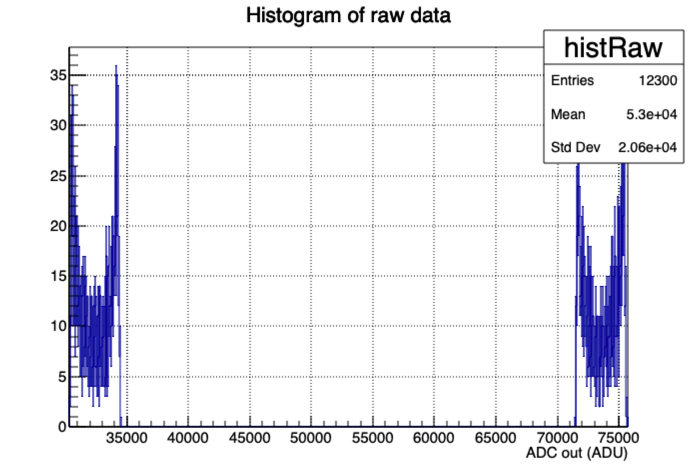 Histogram of raw data
histRaw
Entries 12300
Mean 5.3e+04
Std Dev 2.06e+04
35
30
25
20
15
10
5
0
35000 40000 45000 50000 55000 60000 65000 70000 75000
ADC out (ADU)